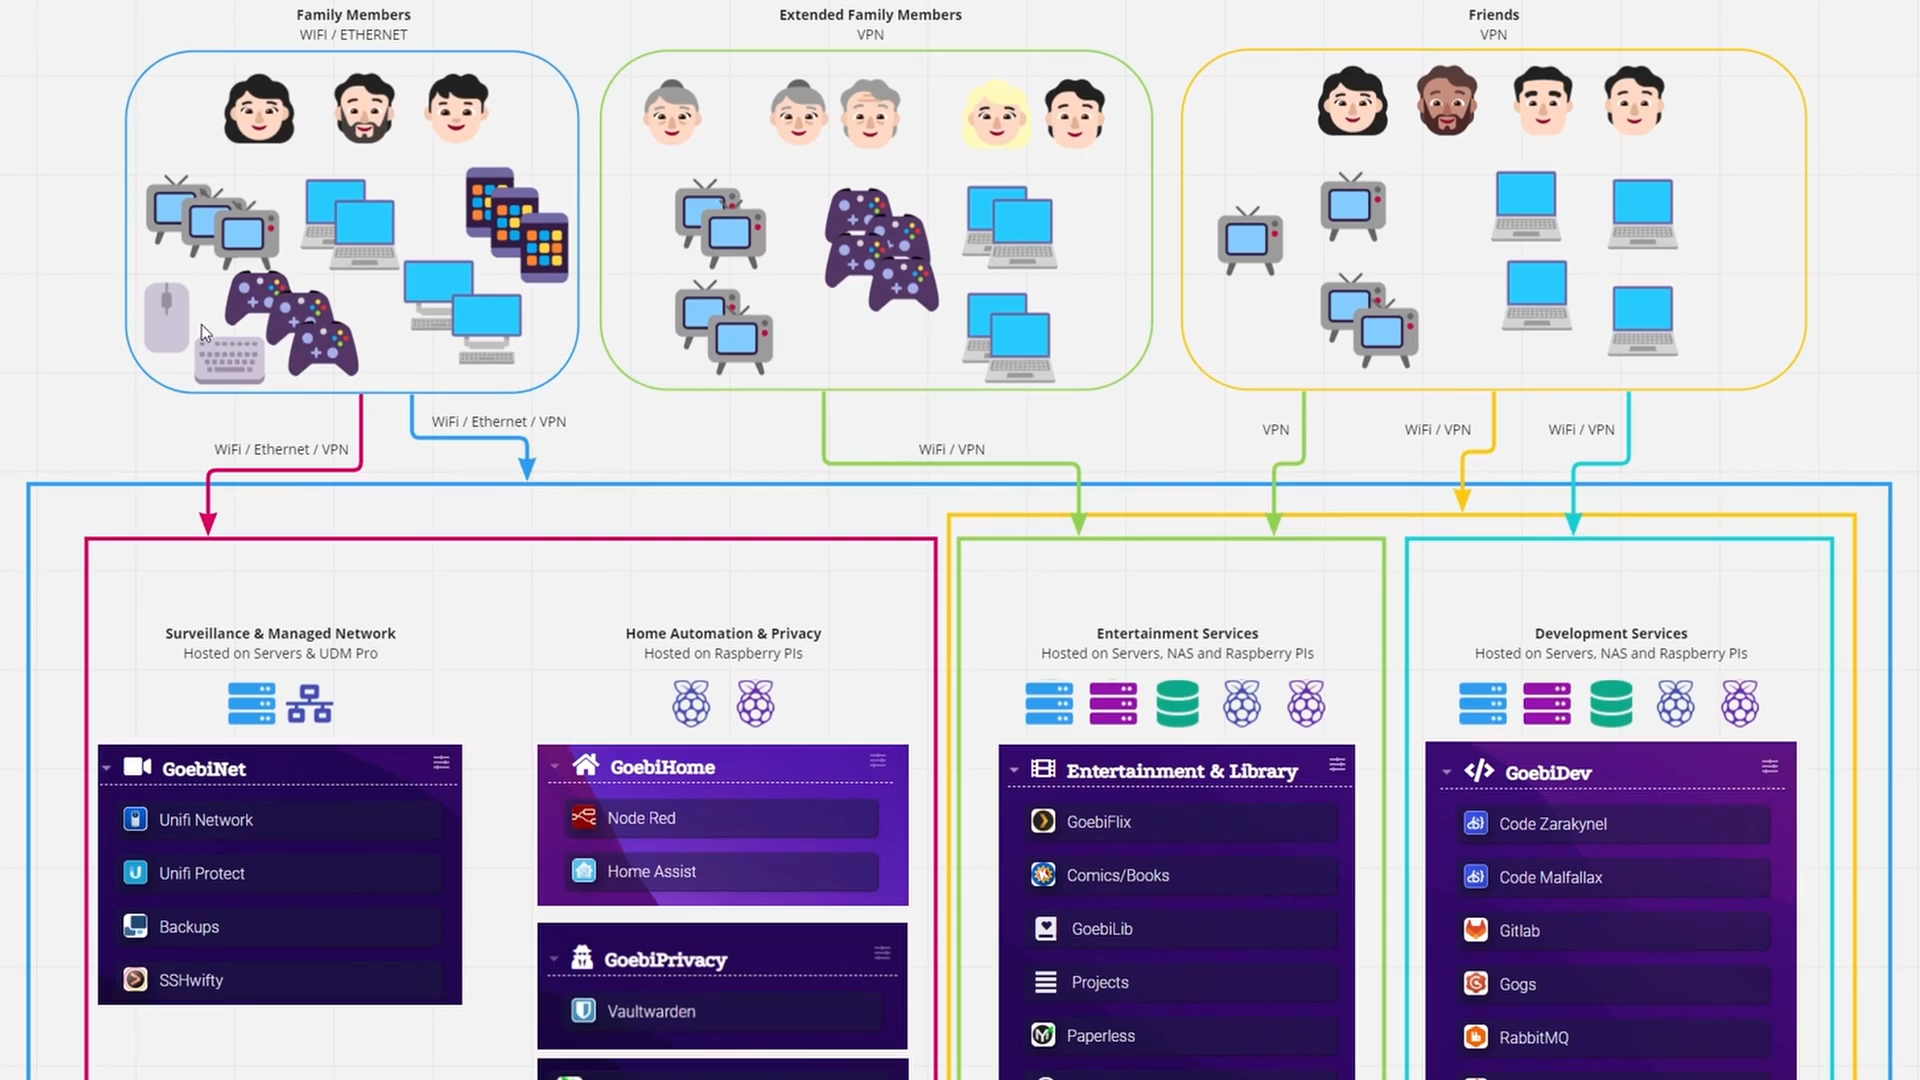 Family Members
WIFI / ETHERNET
Extended Family Members
VPN
Friends
VPN
WiFi / Ethernet / VPN
WiFi / Ethernet / VPN
WiFi / VPN
VPN
WiFi / VPN
WiFi / VPN
Surveillance & Managed Network
Hosted on Servers & UDM Pro
Home Automation & Privacy
Hosted on Raspberry PIs
Entertainment Services
Hosted on Servers, NAS and Raspberry PIs
Development Services
Hosted on Servers, NAS and Raspberry PIs
GoebiNet
Unifi Network
Unifi Protect
Backups
SSHwifty
GoebiHome
Node Red
Home Assist
GoebiPrivacy
Vaultwarden
Entertainment & Library
GoebiFlix
Comics/Books
GoebiLib
Projects
Paperless
GoebiDev
Code Zarakynel
Code Malfallax
Gitlab
Gogs
RabbitMQ